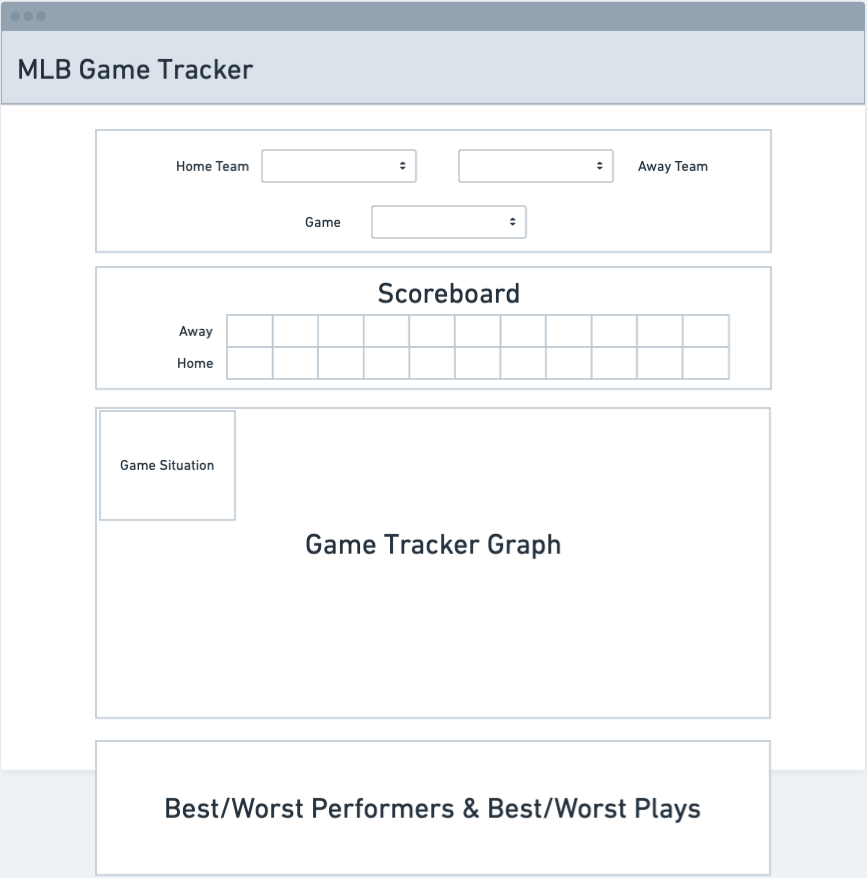 MLB Game Tracker
Home Team Away Team
Game
Scoreboard
Away
Home
Game Situation
Game Tracker Graph
Best/Worst Performers & Best/Worst Plays